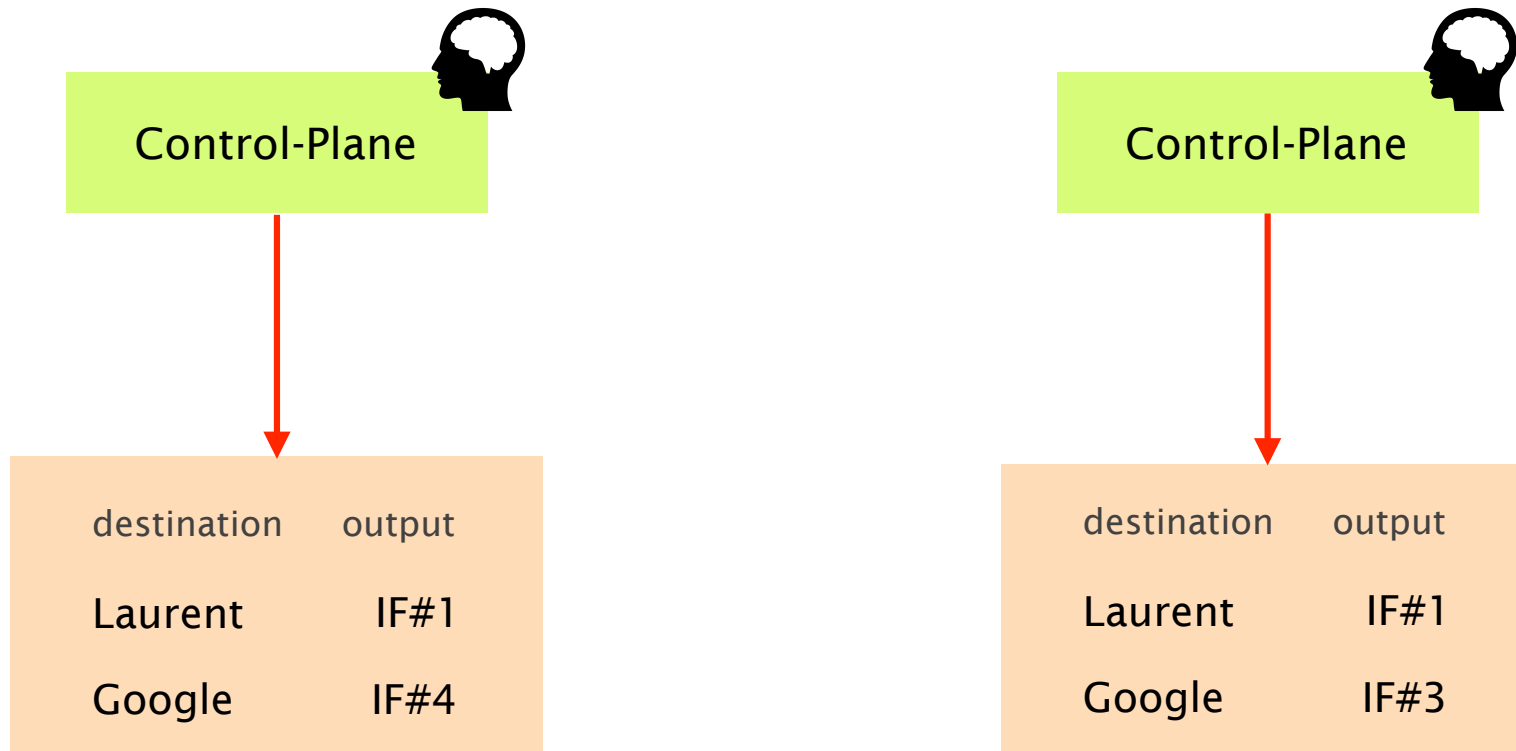 Control-Plane
destination output
Laurent IF#1
Google IF#4
Control-Plane
destination output
Laurent IF#1
Google IF#3